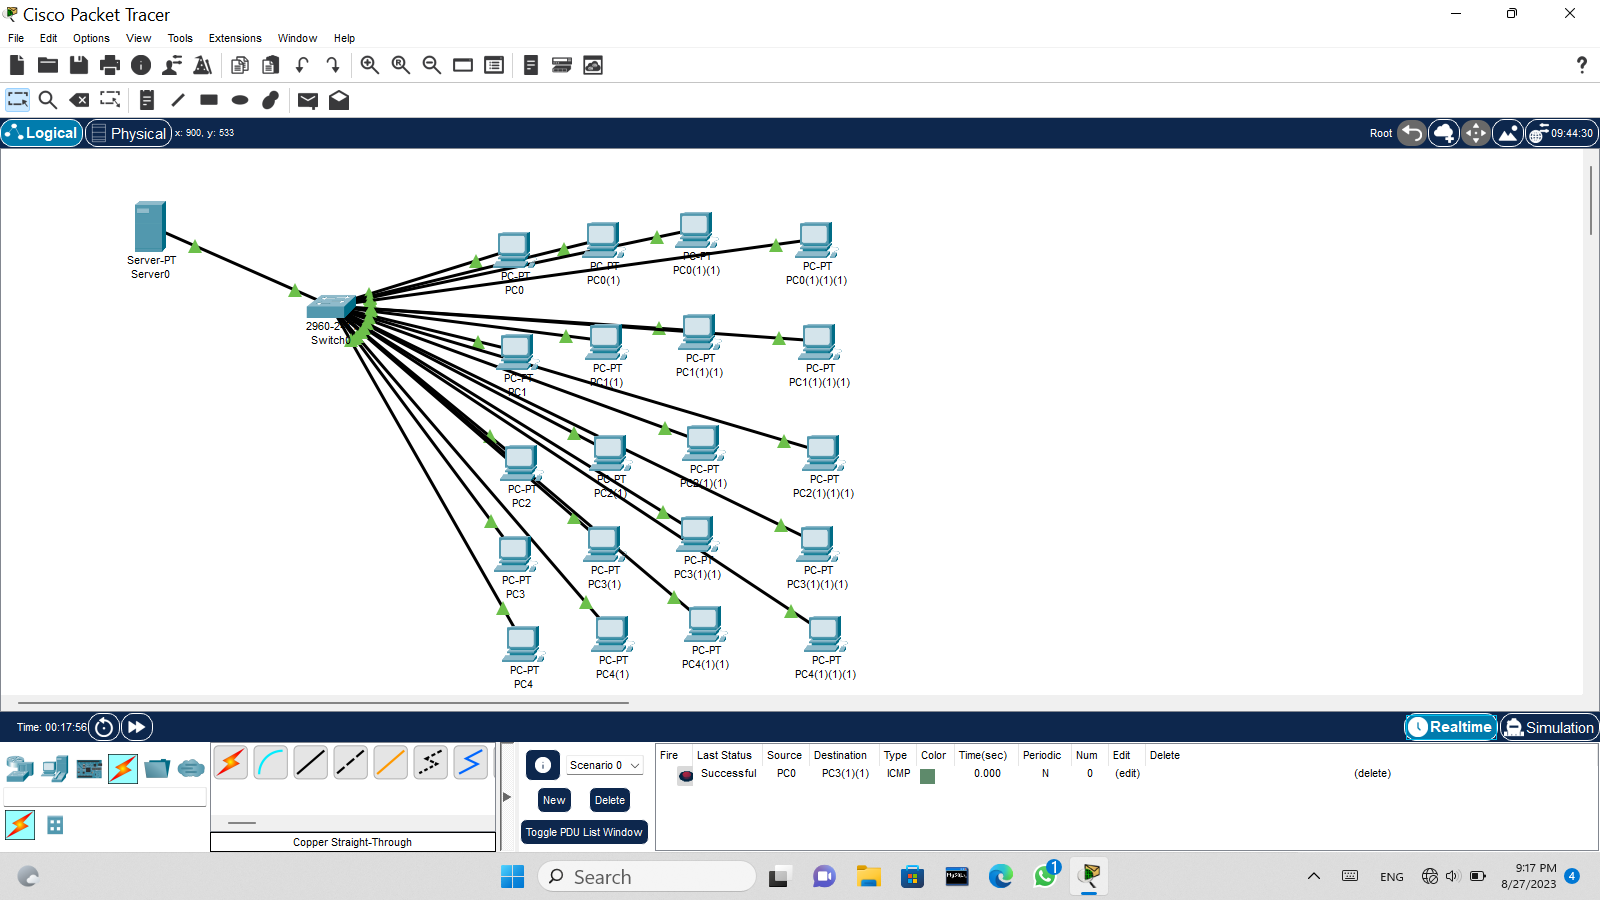 Cisco Packet Tracer
File Edit Options View Tools Extensions Window Help
Logical Physical x: 900, y: 533 Root 09:44:30
Server-PT
Server0
2960-2
Switch0
PC-PT
PC0
PC-PT
PC0(1)
PC-PT
PC0(1)(1)
PC-PT
PC0(1)(1)(1)
PC-PT
PC1
PC-PT
PC1(1)
PC-PT
PC1(1)(1)
PC-PT
PC1(1)(1)(1)
PC-PT
PC2
PC-PT
PC2(1)
PC-PT
PC2(1)(1)
PC-PT
PC2(1)(1)(1)
PC-PT
PC3
PC-PT
PC3(1)
PC-PT
PC3(1)(1)
PC-PT
PC3(1)(1)(1)
PC-PT
PC4
PC-PT
PC4(1)
PC-PT
PC4(1)(1)
PC-PT
PC4(1)(1)(1)
Time: 00:17:56 Realtime Simulation
Copper Straight-Through
Scenario 0
New Delete
Toggle PDU List Window
Fire Last Status Source Destination Type Color Time(sec) Periodic Num Edit Delete
Successful PC0 PC3(1)(1) ICMP 0.000 N 0 (edit) (delete)
Search
MySQL
1
ENG
9:17 PM
8/27/2023
4